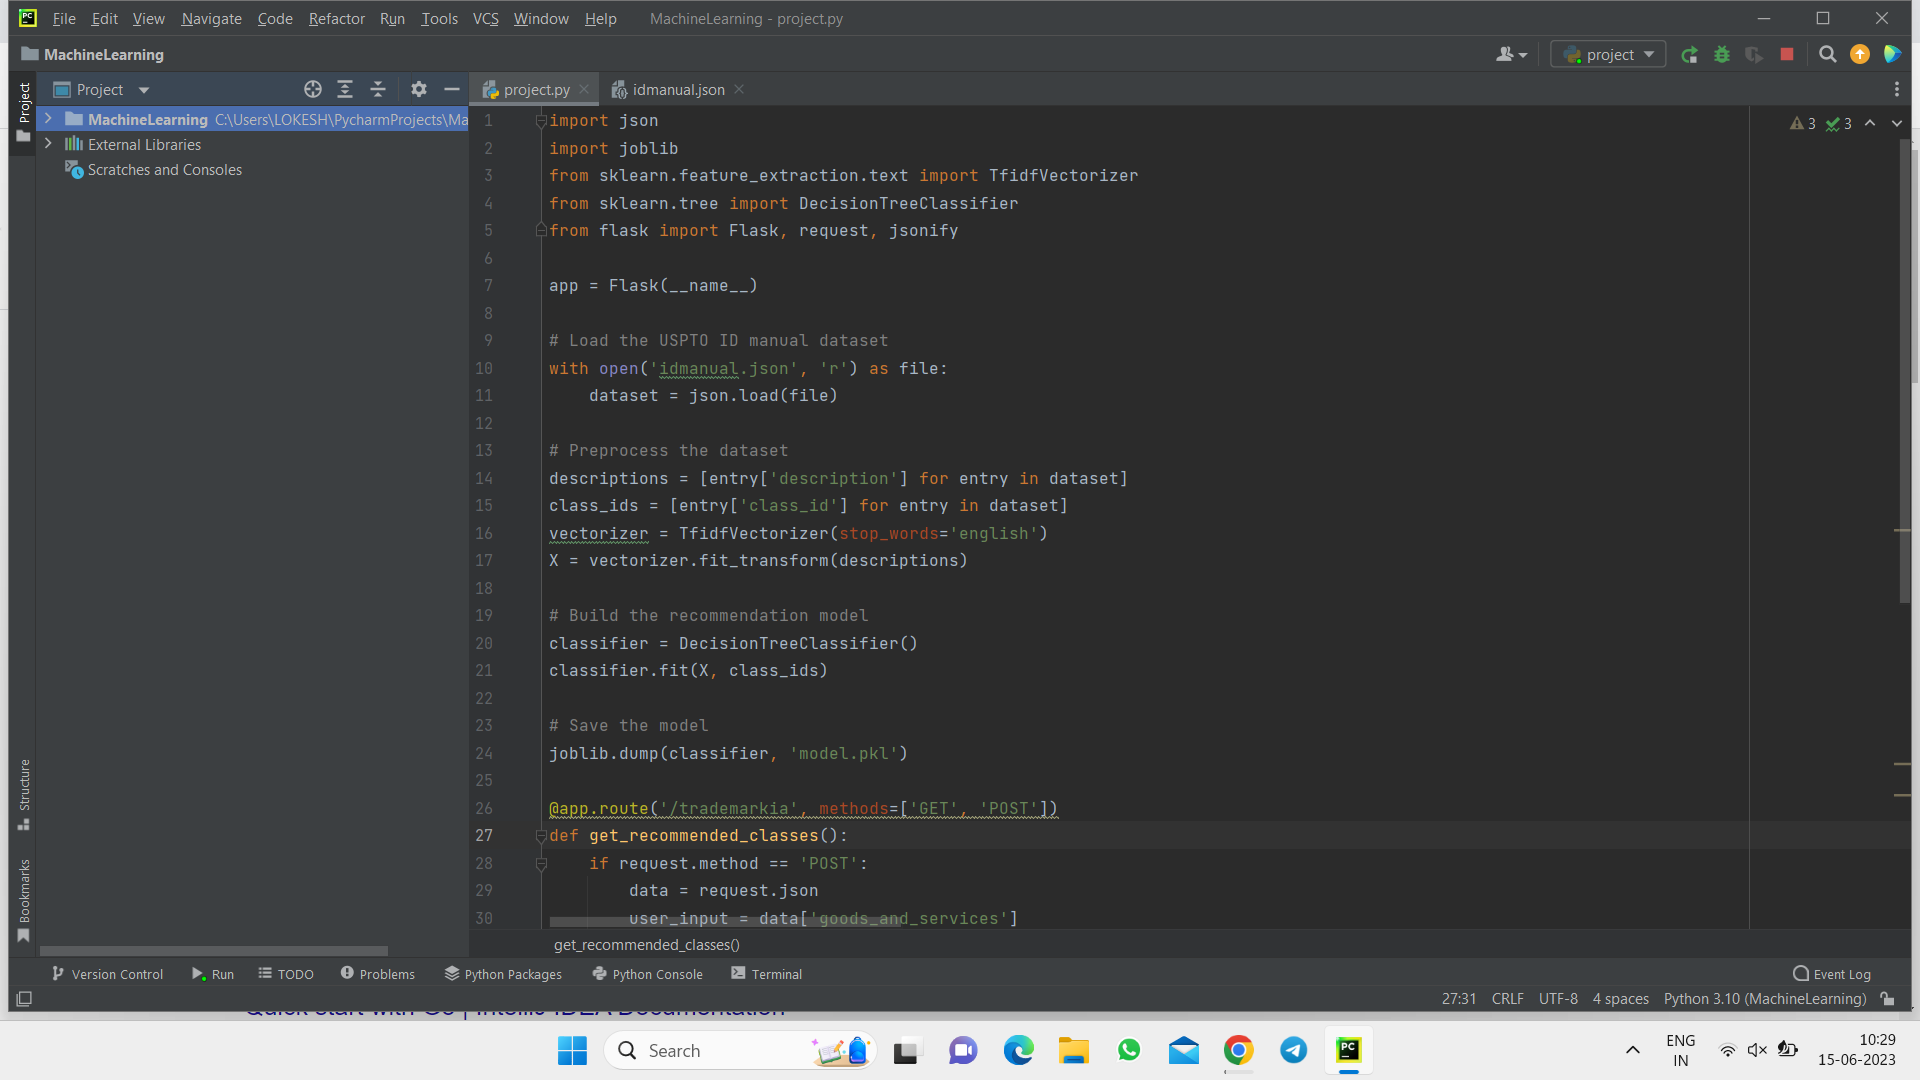 PC File Edit View Navigate Code Refactor Run Tools VCS Window Help MachineLearning - project.py
MachineLearning
project
Project
project.py
idmanual.json
Project
MachineLearning C:\Users\LOKESH\PycharmProjects\Ma
External Libraries
Scratches and Consoles
3 3
1 import json
2 import joblib
3 from sklearn.feature_extraction.text import TfidfVectorizer
4 from sklearn.tree import DecisionTreeClassifier
5 from flask import Flask, request, jsonify
6
7 app = Flask(__name__)
8
9 # Load the USPTO ID manual dataset
10 with open('idmanual.json', 'r') as file:
11     dataset = json.load(file)
12
13 # Preprocess the dataset
14 descriptions = [entry['description'] for entry in dataset]
15 class_ids = [entry['class_id'] for entry in dataset]
16 vectorizer = TfidfVectorizer(stop_words='english')
17 X = vectorizer.fit_transform(descriptions)
18
19 # Build the recommendation model
20 classifier = DecisionTreeClassifier()
21 classifier.fit(X, class_ids)
22
23 # Save the model
24 joblib.dump(classifier, 'model.pkl')
25
26 @app.route('/trademarkia', methods=['GET', 'POST'])
27 def get_recommended_classes():
28     if request.method == 'POST':
29         data = request.json
30         user_input = data['goods_and_services']
get_recommended_classes()
Structure
Bookmarks
Version Control Run TODO Problems Python Packages Python Console Terminal Event Log
27:31 CRLF UTF-8 4 spaces Python 3.10 (MachineLearning)
Quick start with Go | IntelliJ IDEA Documentation
Search
PC
ENG
IN
10:29
15-06-2023